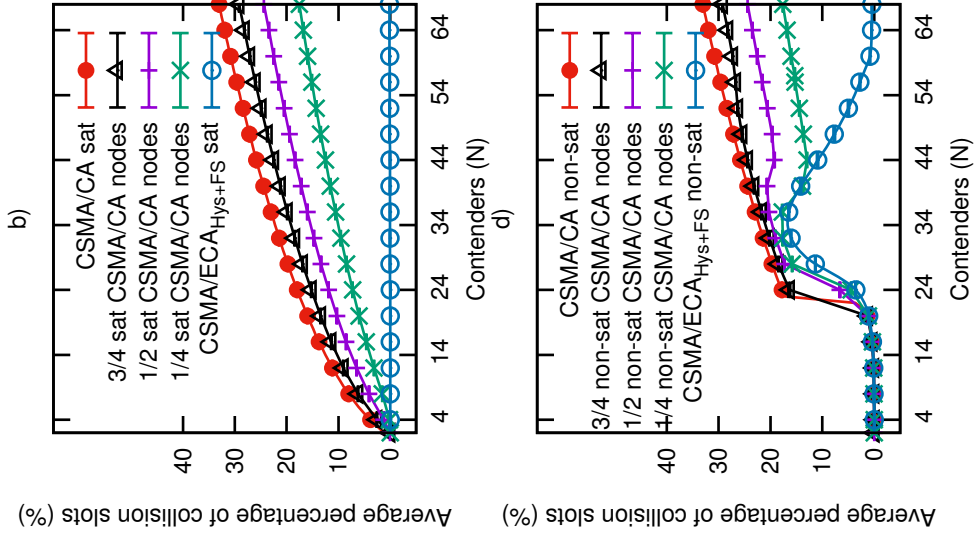 b)
Average percentage of collision slots (%)
40
30
20
10
0
CSMA/CA sat
3/4 sat CSMA/CA nodes
1/2 sat CSMA/CA nodes
1/4 sat CSMA/CA nodes
CSMA/ECA Hys+FS sat
4 14 24 34 44 54 64
Contenders (N)
d)
Average percentage of collision slots (%)
40
30
20
10
0
CSMA/CA non-sat
3/4 non-sat CSMA/CA nodes
1/2 non-sat CSMA/CA nodes
1/4 non-sat CSMA/CA nodes
CSMA/ECA Hys+FS non-sat
4 14 24 34 44 54 64
Contenders (N)